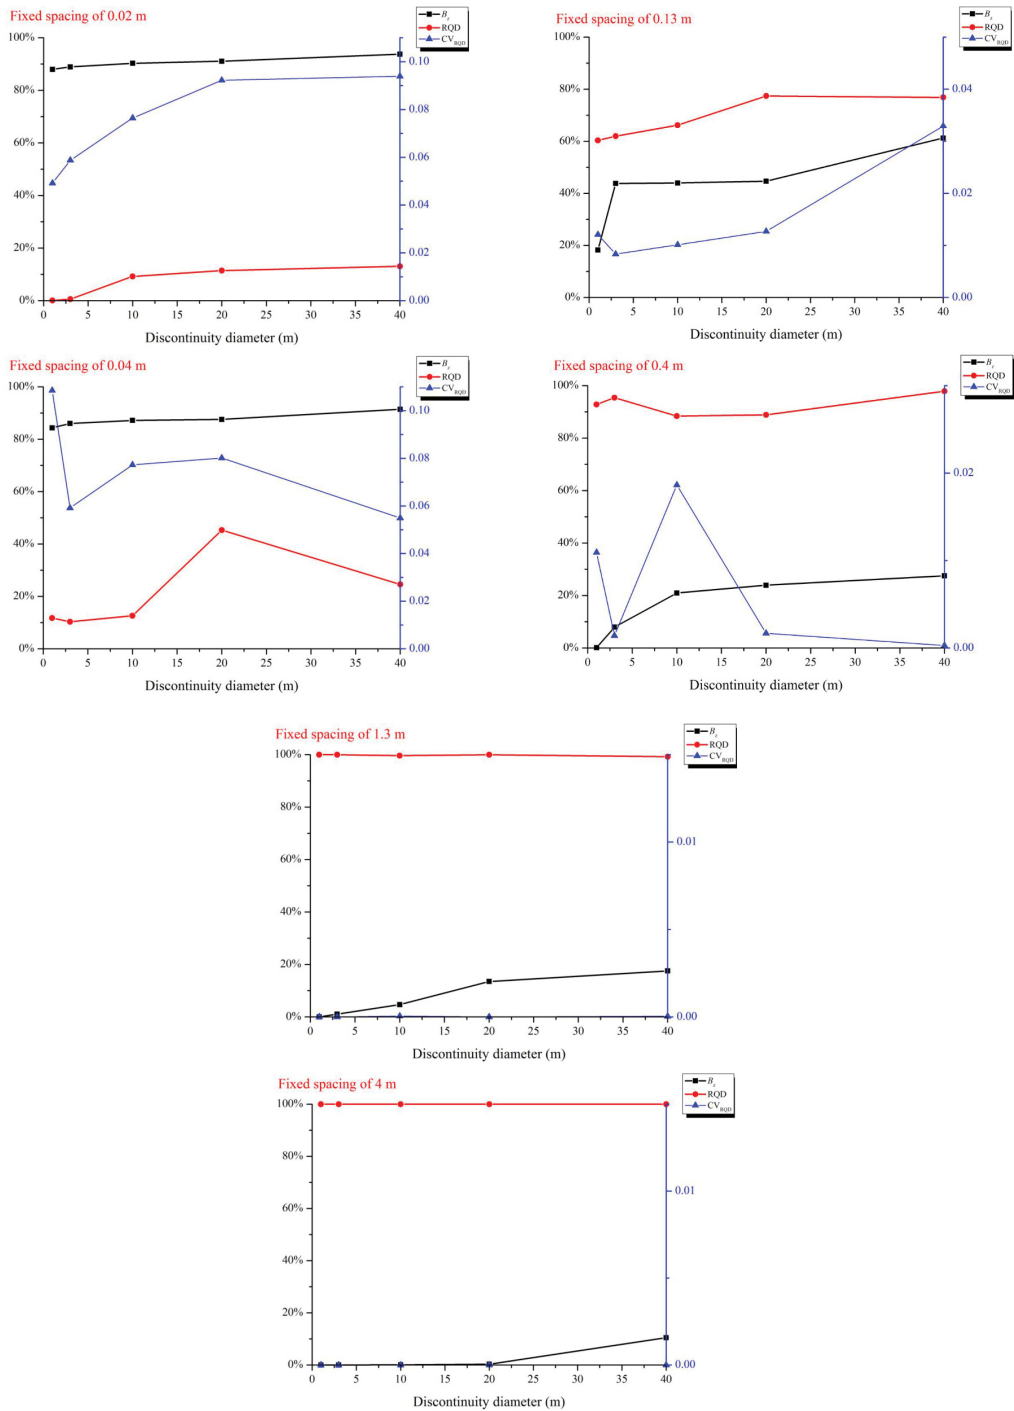 Fixed spacing of 0.02 m
Bz
RQD
CVRQD
100%
80%
60%
40%
20%
0%
0.10
0.08
0.06
0.04
0.02
0.00
0 5 10 15 20 25 30 35 40
Discontinuity diameter (m)
Fixed spacing of 0.13 m
Bz
RQD
CVRQD
100%
80%
60%
40%
20%
0%
0.04
0.02
0.00
0 5 10 15 20 25 30 35 40
Discontinuity diameter (m)
Fixed spacing of 0.04 m
Bz
RQD
CVRQD
100%
80%
60%
40%
20%
0%
0.10
0.08
0.06
0.04
0.02
0.00
0 5 10 15 20 25 30 35 40
Discontinuity diameter (m)
Fixed spacing of 0.4 m
Bz
RQD
CVRQD
100%
80%
60%
40%
20%
0%
0.02
0.00
0 5 10 15 20 25 30 35 40
Discontinuity diameter (m)
Fixed spacing of 1.3 m
Bz
RQD
CVRQD
100%
80%
60%
40%
20%
0%
0.01
0.00
0 5 10 15 20 25 30 35 40
Discontinuity diameter (m)
Fixed spacing of 4 m
Bz
RQD
CVRQD
100%
80%
60%
40%
20%
0%
0.01
0.00
0 5 10 15 20 25 30 35 40
Discontinuity diameter (m)